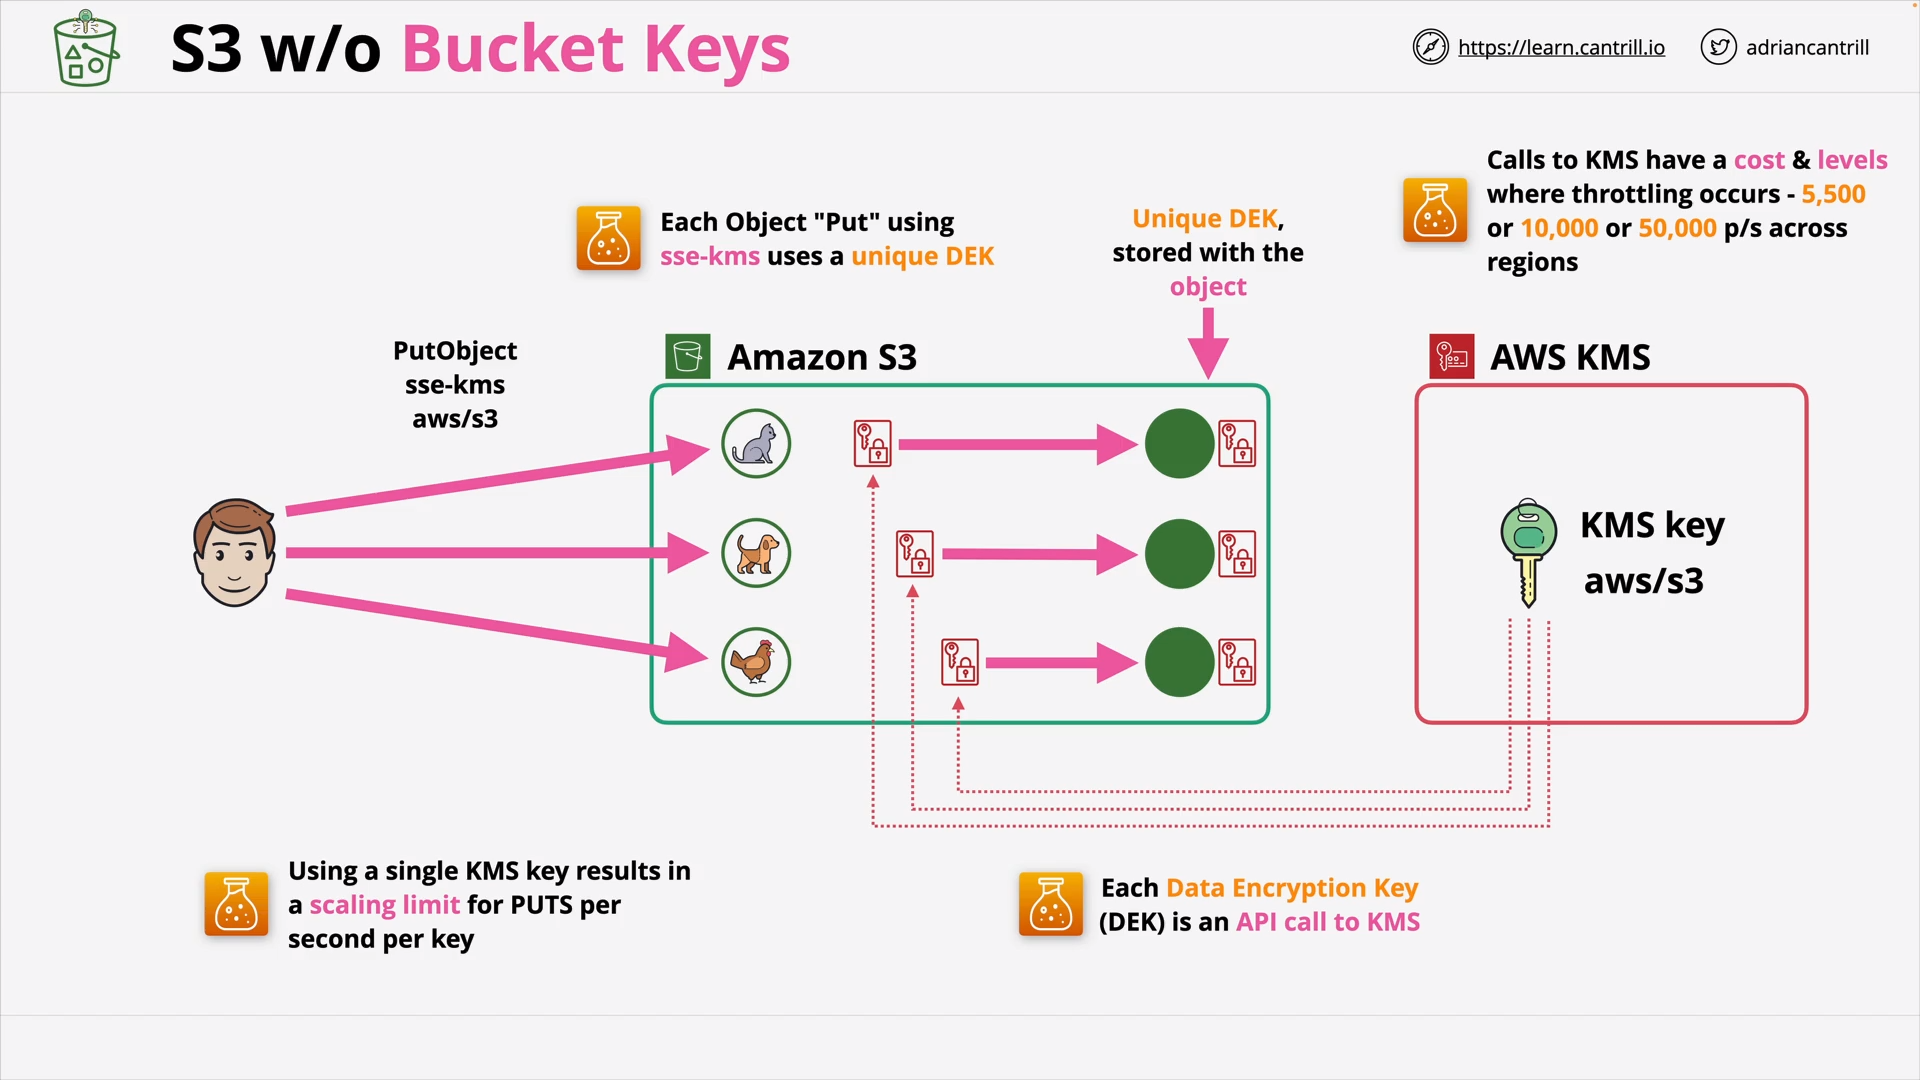 S3 w/o Bucket Keys
https://learn.cantrill.io
adriancantrill
Each Object "Put" using
sse-kms uses a unique DEK
Unique DEK,
stored with the
object
Calls to KMS have a cost & levels
where throttling occurs - 5,500
or 10,000 or 50,000 p/s across
regions
PutObject
sse-kms
aws/s3
Amazon S3
AWS KMS
KMS key
aws/s3
Using a single KMS key results in
a scaling limit for PUTS per
second per key
Each Data Encryption Key
(DEK) is an API call to KMS